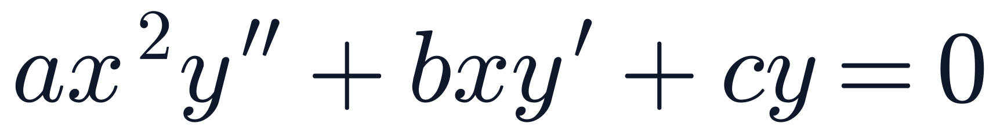 ax²y″ + bxy′ + cy = 0